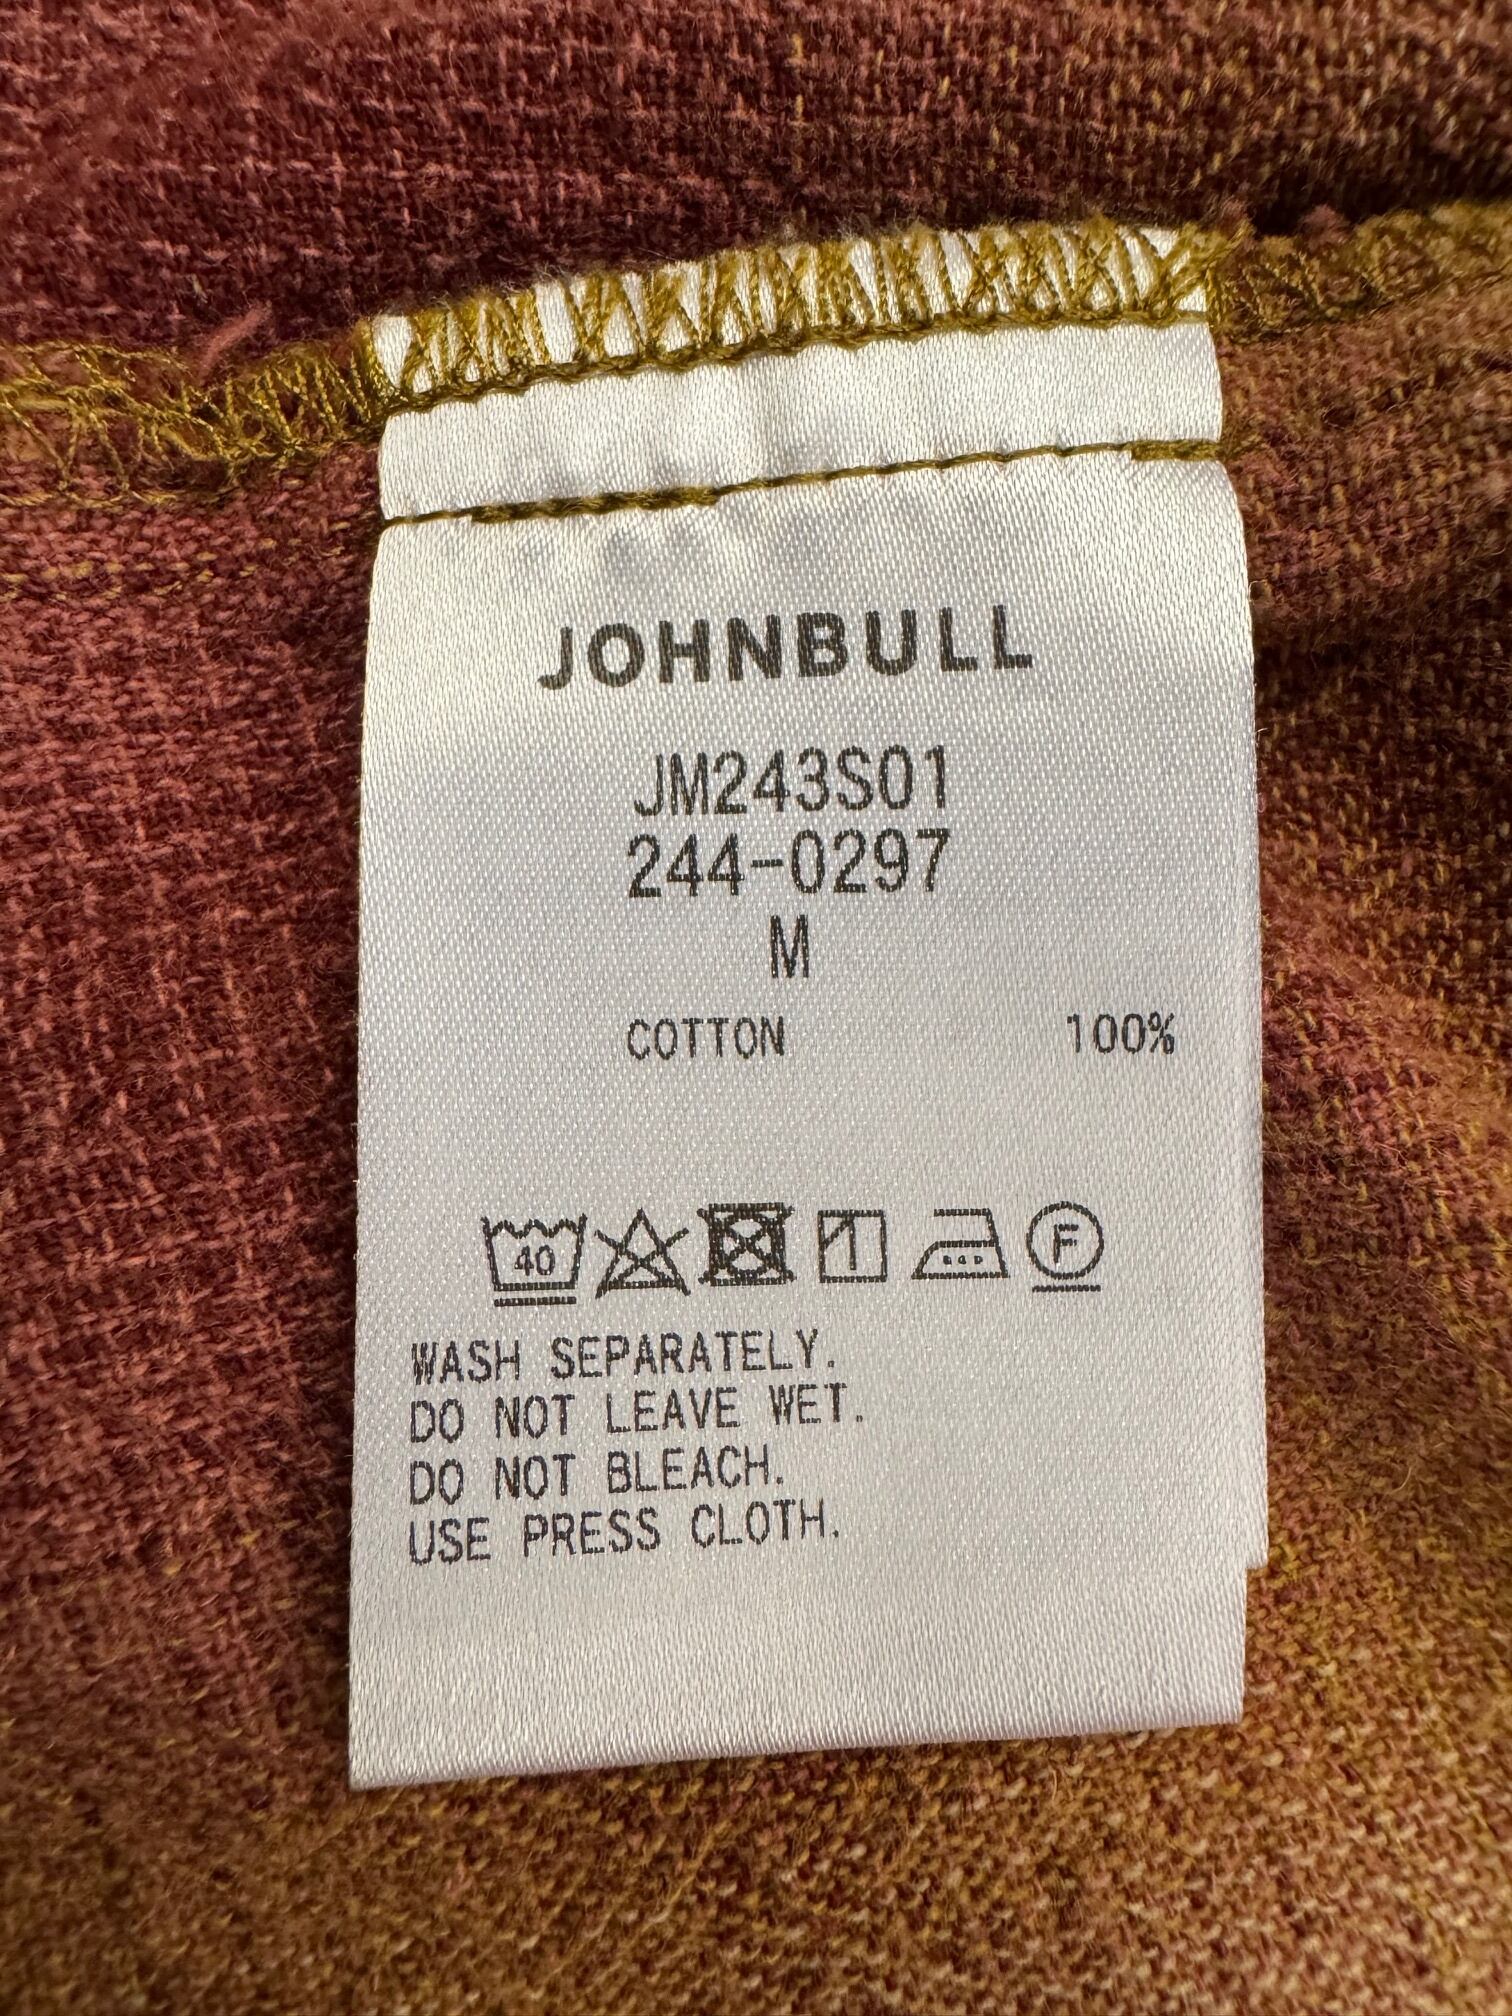 JOHNBULL
JM243S01
244-0297
M
COTTON 100%
40 F
WASH SEPARATELY.
DO NOT LEAVE WET.
DO NOT BLEACH.
USE PRESS CLOTH.